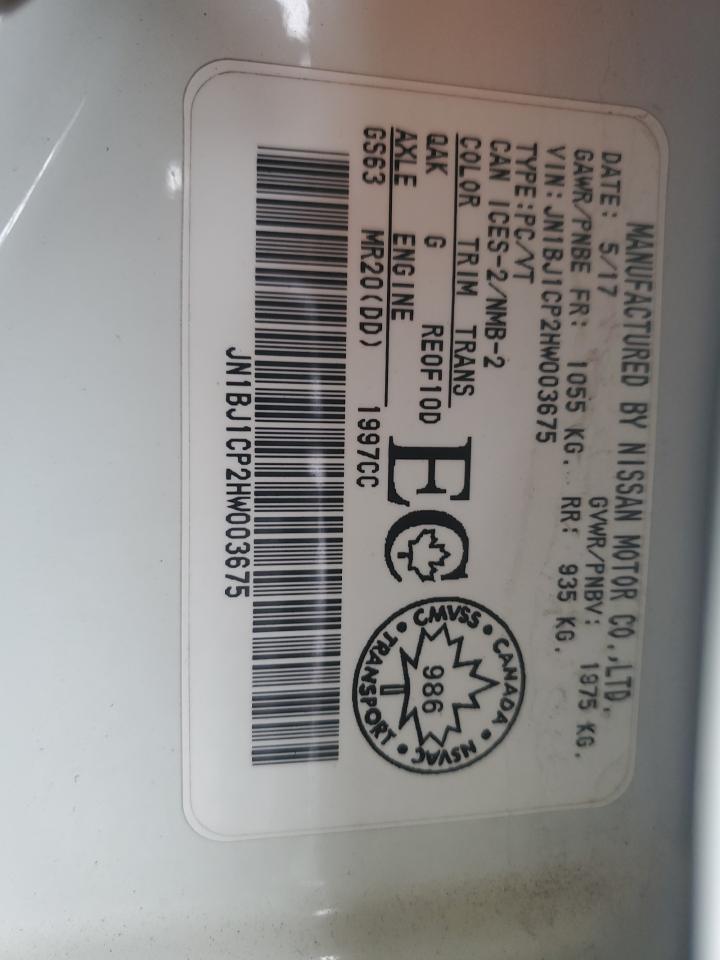 MANUFACTURED BY NISSAN MOTOR CO.,LTD.
DATE: 5/17 GVWR/PNBV: 1975 KG.
GAWR/PNBE FR: 1055 KG. RR: 935 KG.
VIN:JN1BJ1CP2HW003675
TYPE:PC/VT
CAN ICES-2/NMB-2
COLOR TRIM TRANS
QAK G RE0F10D
AXLE ENGINE
GS63 MR20(DD) 1997CC
EC
CMVSS • CANADA • NSVAC • TRANSPORT •
986
JN1BJ1CP2HW003675